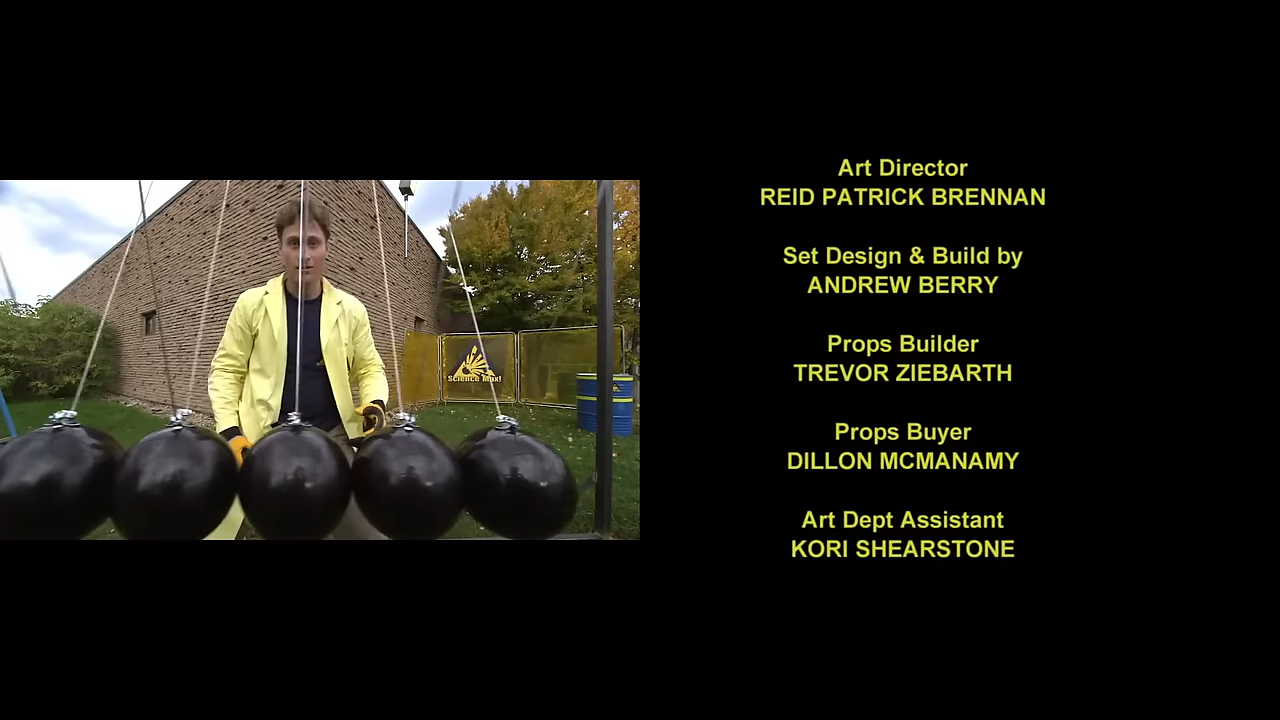 Science Max!
Art Director
REID PATRICK BRENNAN
Set Design & Build by
ANDREW BERRY
Props Builder
TREVOR ZIEBARTH
Props Buyer
DILLON MCMANAMY
Art Dept Assistant
KORI SHEARSTONE